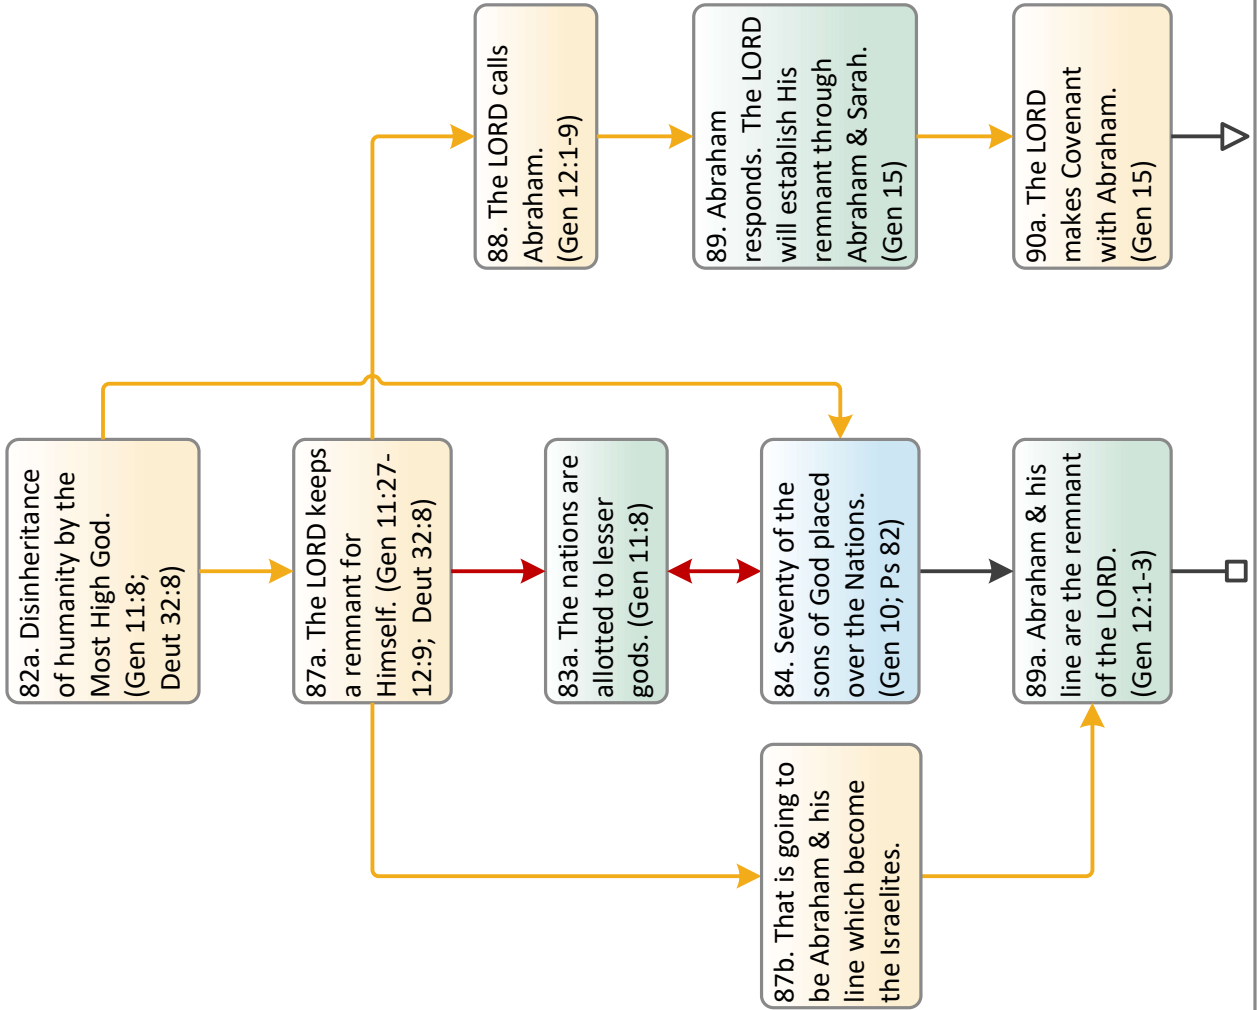 82a. Disinheritance
of humanity by the
Most High God.
(Gen 11:8;
Deut 32:8)
87a. The LORD keeps
a remnant for
Himself. (Gen 11:27-
12:9; Deut 32:8)
88. The LORD calls
Abraham.
(Gen 12:1-9)
83a. The nations are
allotted to lesser
gods. (Gen 11:8)
89. Abraham
responds. The LORD
will establish His
remnant through
Abraham & Sarah.
(Gen 15)
87b. That is going to
be Abraham & his
line which become
the Israelites.
84. Seventy of the
sons of God placed
over the Nations.
(Gen 10; Ps 82)
89a. Abraham & his
line are the remnant
of the LORD.
(Gen 12:1-3)
90a. The LORD
makes Covenant
with Abraham.
(Gen 15)